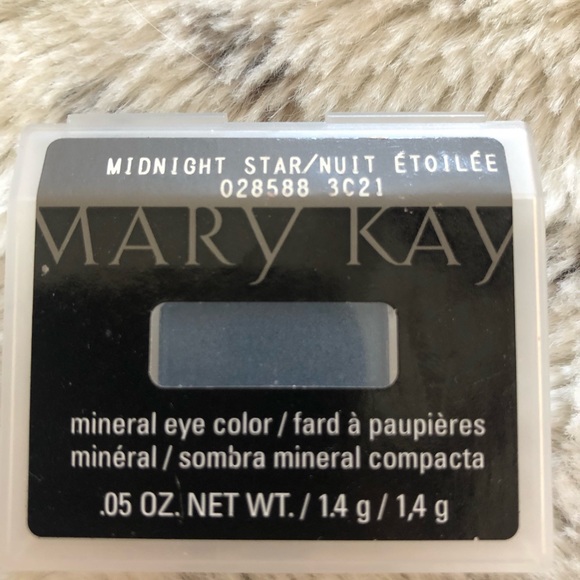 MIDNIGHT STAR/NUIT ÉTOILÉE
028588 3C21
MARY KAY
mineral eye color / fard à paupières
minéral / sombra mineral compacta
.05 OZ. NET WT. / 1.4 g / 1,4 g